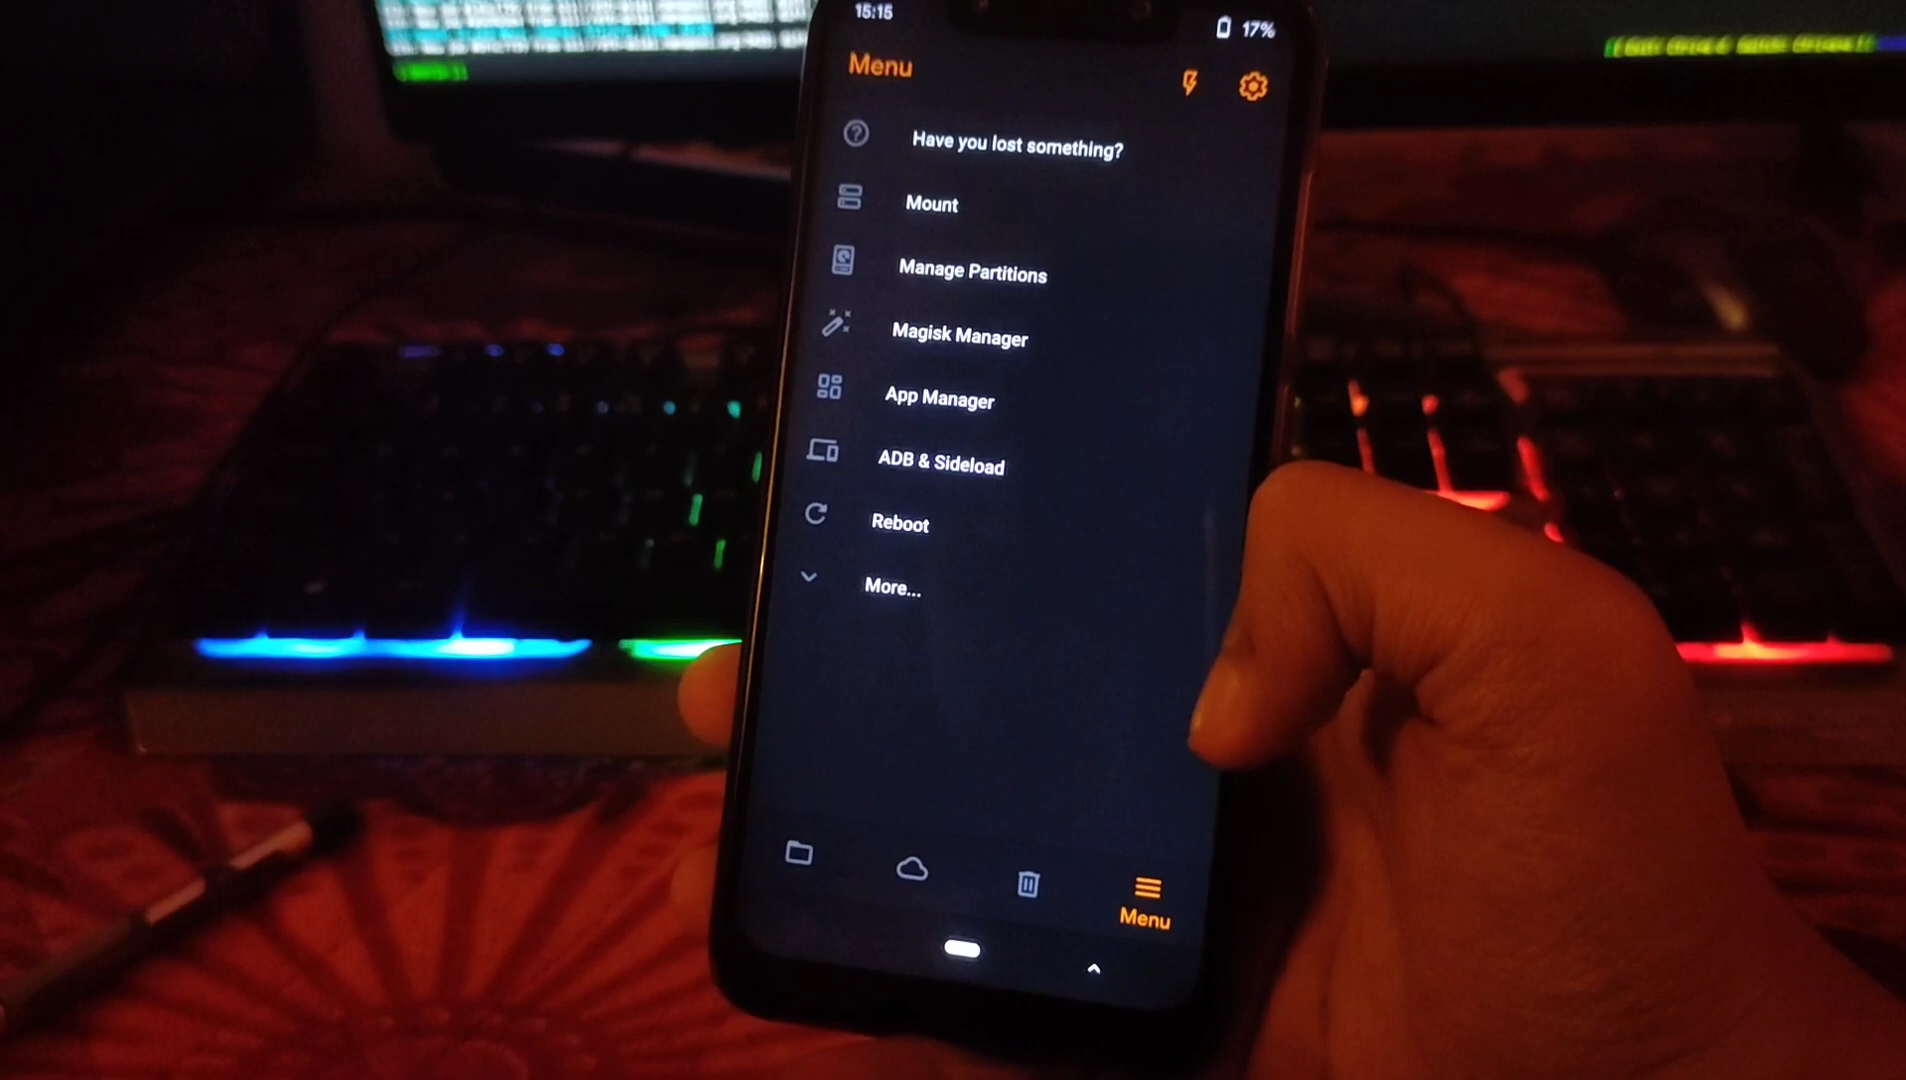 15:15
17%
Menu
Have you lost something?
Mount
Manage Partitions
Magisk Manager
App Manager
ADB & Sideload
Reboot
More...
Menu